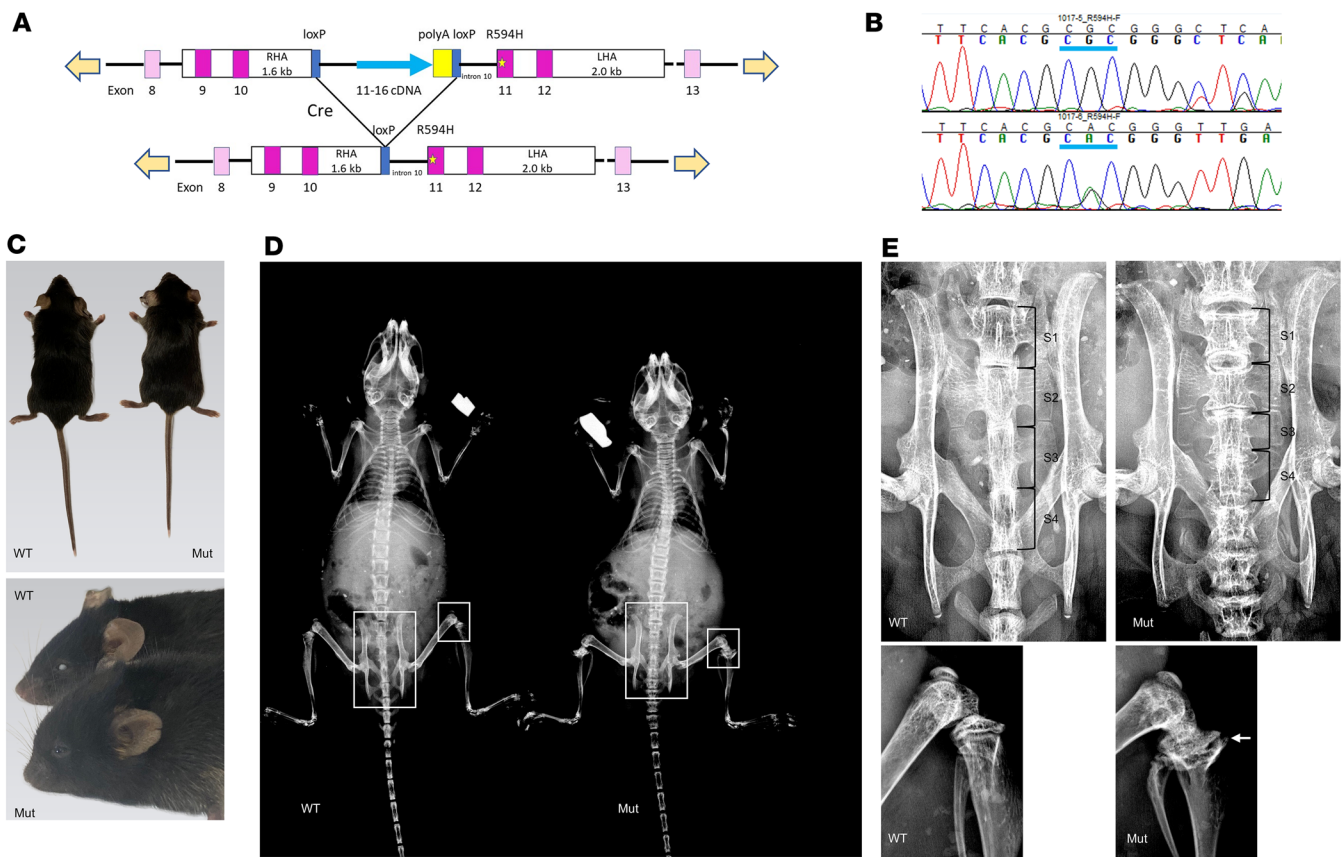 A
loxP polyA loxP R594H
RHA
1.6 kb
LHA
2.0 kb
intron 10
Exon 8 9 10 11-16 cDNA 11 12 13
Cre
loxP R594H
RHA
1.6 kb
LHA
2.0 kb
intron 10
Exon 8 9 10 11 12 13
B
1017-5_R594H-F
T T C A C G C G C G G G C T C A
T T C A C G C G C G G G C T C A
1017-6_R594H-F
T T C A C G C A C G G G T T G A
T T C A C G C A C G G G T T G A
C
WT
Mut
WT
Mut
D
WT
Mut
E
S1
S2
S3
S4
WT
S1
S2
S3
S4
Mut
WT
Mut